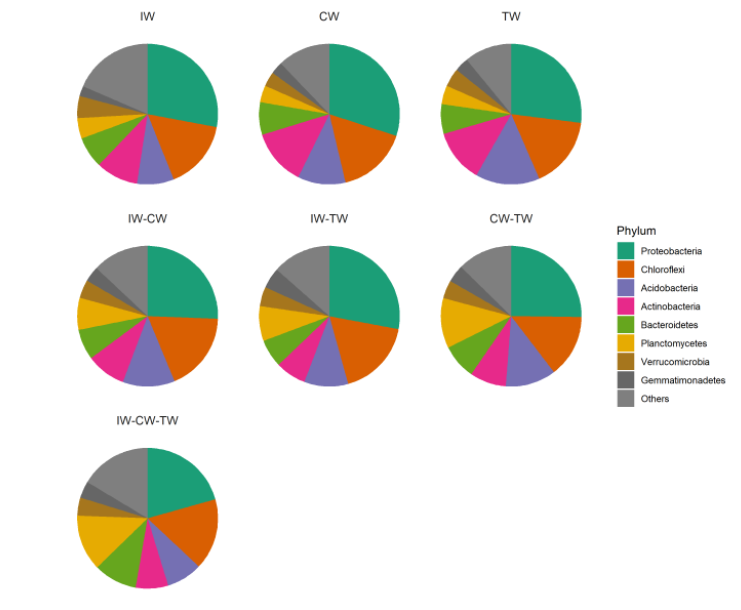 IW
CW
TW
IW-CW
IW-TW
CW-TW
IW-CW-TW
Phylum
Proteobacteria
Chloroflexi
Acidobacteria
Actinobacteria
Bacteroidetes
Planctomycetes
Verrucomicrobia
Gemmatimonadetes
Others